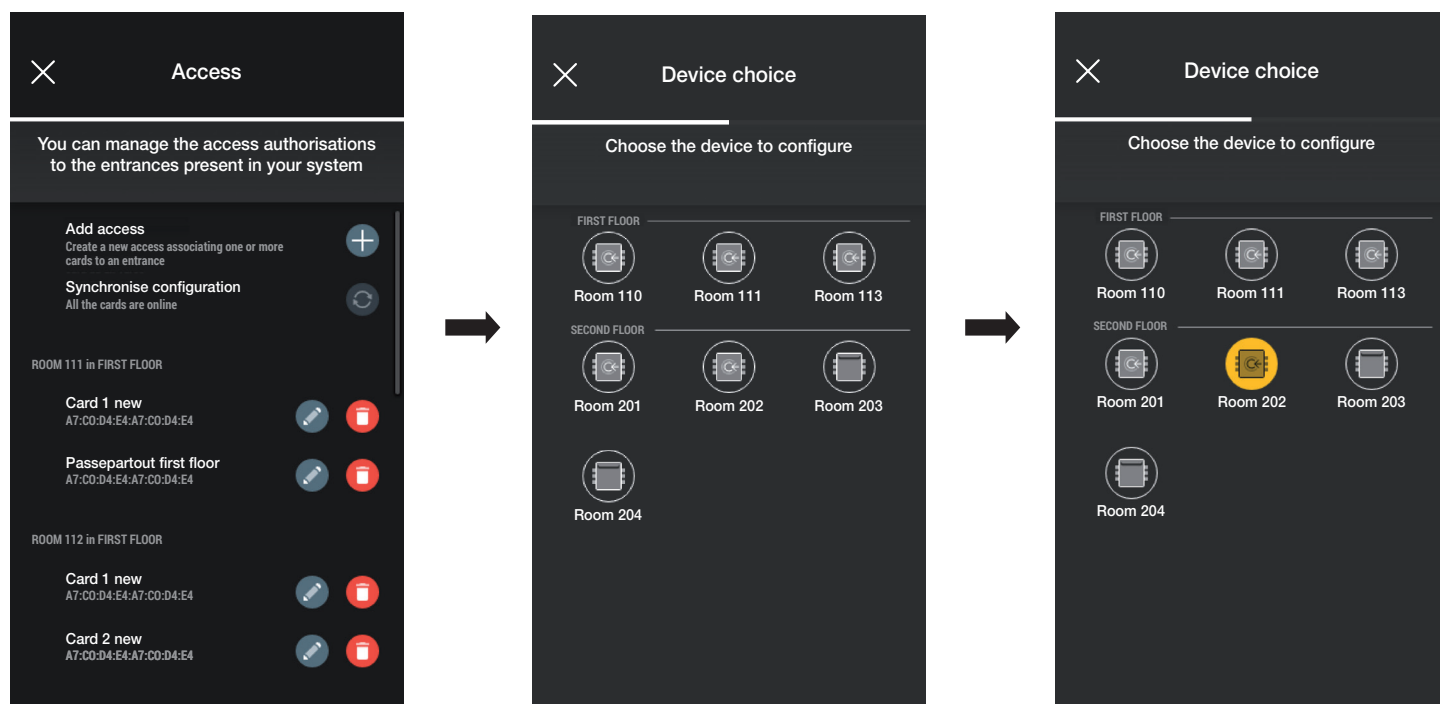 Access
You can manage the access authorisations
to the entrances present in your system
Add access
Create a new access associating one or more
cards to an entrance
Synchronise configuration
All the cards are online
ROOM 111 in FIRST FLOOR
Card 1 new
A7:C0:D4:E4:A7:C0:D4:E4
Passepartout first floor
A7:C0:D4:E4:A7:C0:D4:E4
ROOM 112 in FIRST FLOOR
Card 1 new
A7:C0:D4:E4:A7:C0:D4:E4
Card 2 new
A7:C0:D4:E4:A7:C0:D4:E4
Device choice
Choose the device to configure
FIRST FLOOR
Room 110 Room 111 Room 113
SECOND FLOOR
Room 201 Room 202 Room 203
Room 204
Device choice
Choose the device to configure
FIRST FLOOR
Room 110 Room 111 Room 113
SECOND FLOOR
Room 201 Room 202 Room 203
Room 204